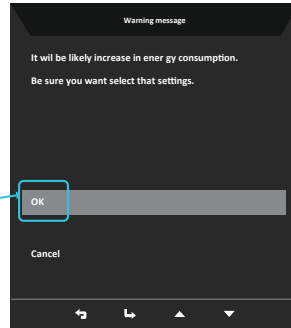 Warning message
It wil be likely increase in ener gy consumption.
Be sure you want select that settings.
OK
Cancel